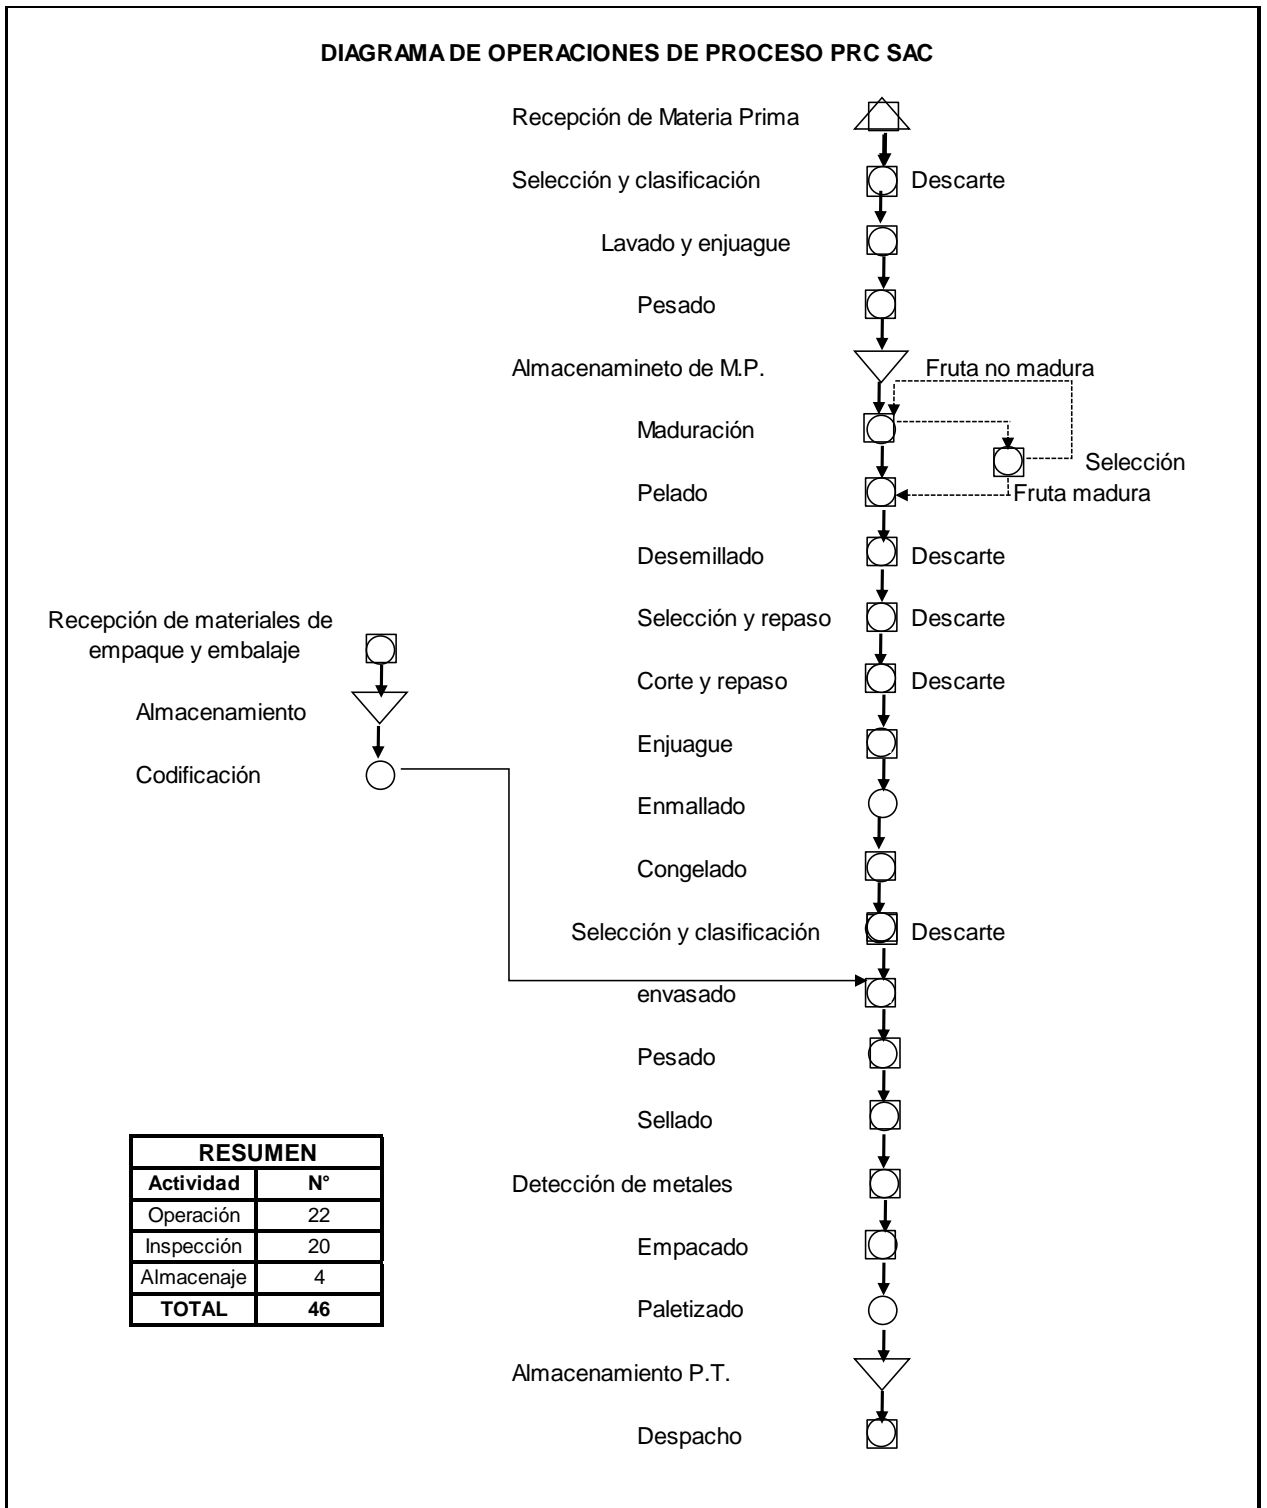 DIAGRAMA DE OPERACIONES DE PROCESO PRC SAC
Recepción de Materia Prima
Selección y clasificación Descarte
Lavado y enjuague
Pesado
Almacenamineto de M.P. Fruta no madura
Maduración
Selección
Pelado Fruta madura
Desemillado Descarte
Selección y repaso Descarte
Recepción de materiales de
empaque y embalaje
Corte y repaso Descarte
Almacenamiento
Enjuague
Codificación
Enmallado
Congelado
Selección y clasificación Descarte
envasado
Pesado
Sellado
RESUMEN
Actividad N°
Operación 22
Inspección 20
Almacenaje 4
TOTAL 46
Detección de metales
Empacado
Paletizado
Almacenamiento P.T.
Despacho